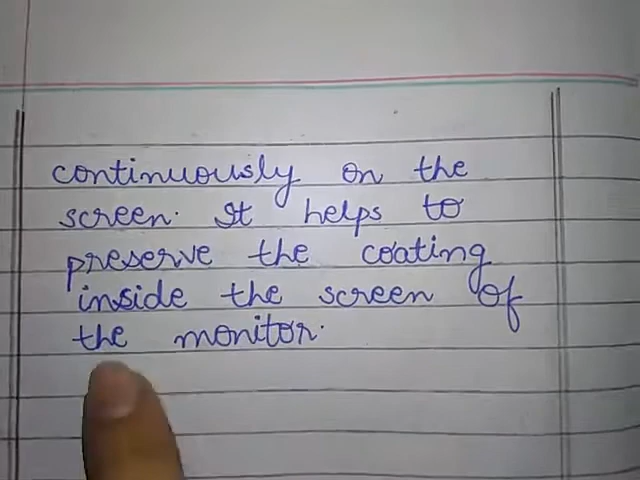 continuously on the
screen. It helps to
preserve the coating
inside the screen of
the monitor.